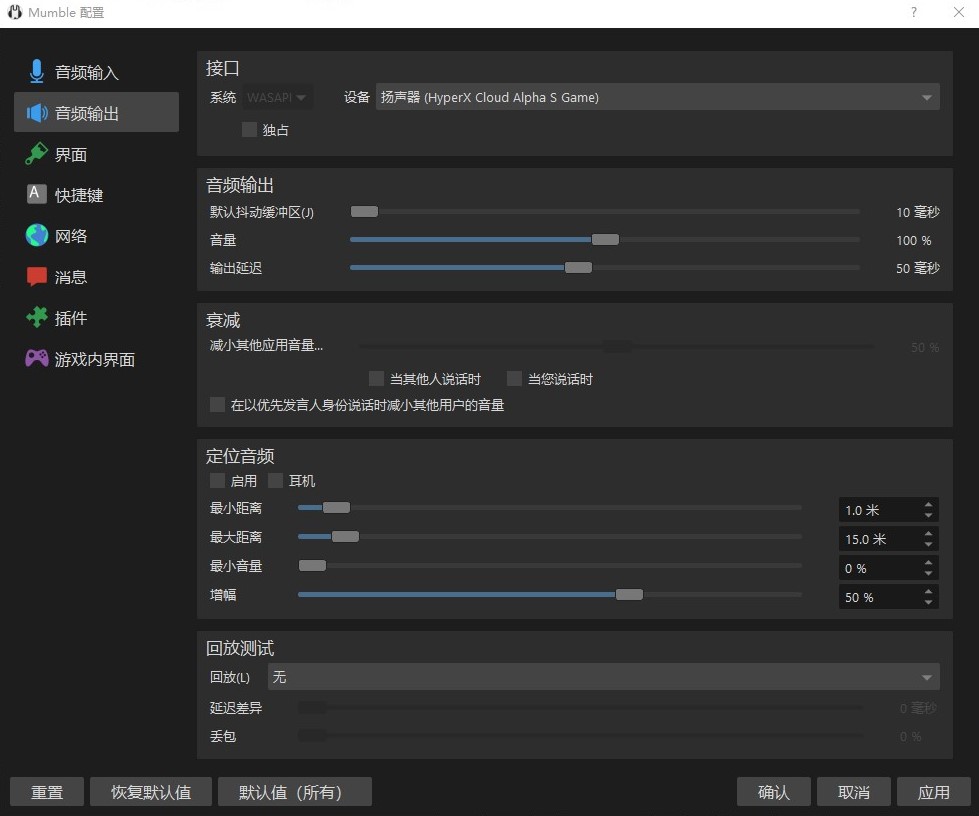 Mumble 配置
?
音频输入
音频输出
界面
A 快捷键
网络
消息
插件
游戏内界面
接口
系统 WASAPI 设备 扬声器 (HyperX Cloud Alpha S Game)
独占
音频输出
默认抖动缓冲区(J) 10 毫秒
音量 100 %
输出延迟 50 毫秒
衰减
减小其他应用音量... 50 %
当其他人说话时 当您说话时
在以优先发言人身份说话时减小其他用户的音量
定位音频
启用 耳机
最小距离 1.0 米
最大距离 15.0 米
最小音量 0 %
增幅 50 %
回放测试
回放(L) 无
延迟差异 0 毫秒
丢包 0 %
重置 恢复默认值 默认值（所有） 确认 取消 应用